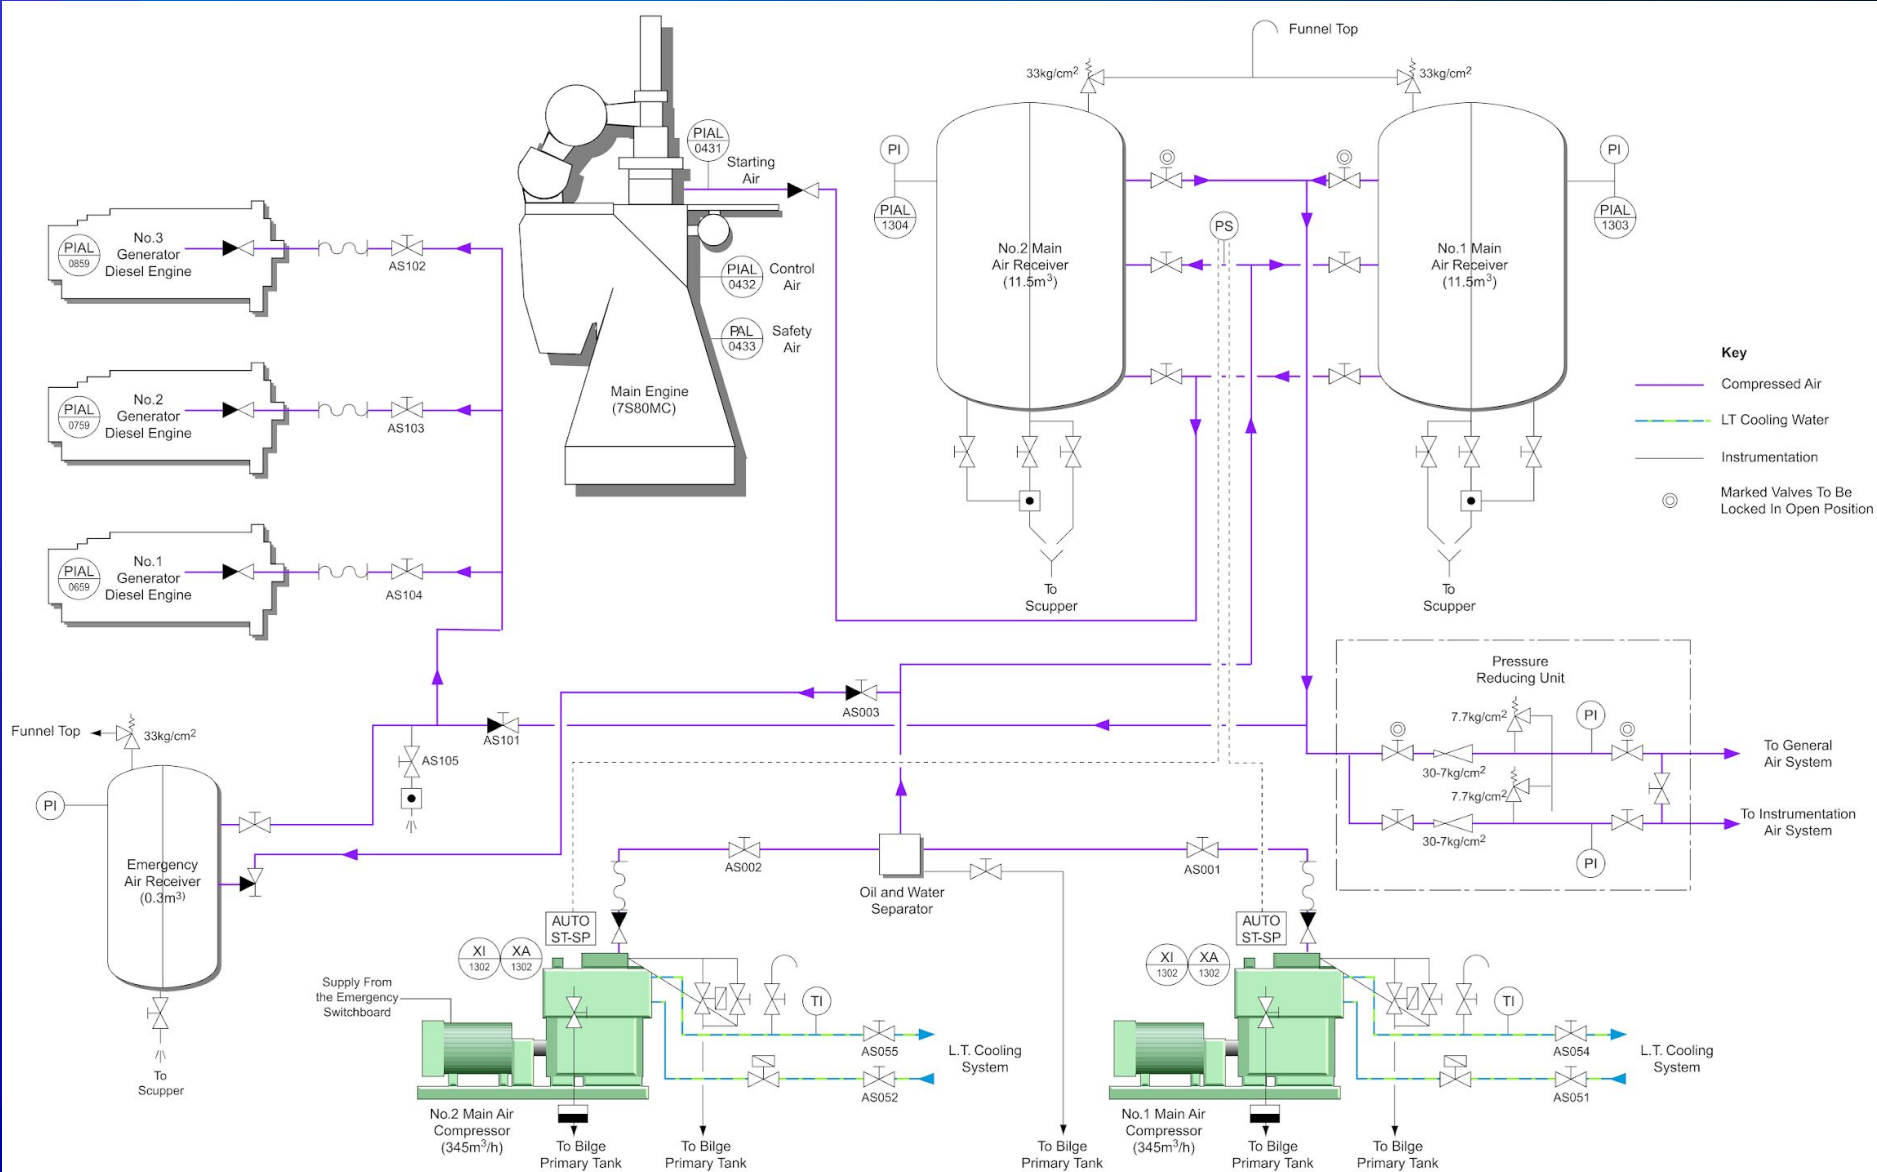 Funnel Top
33kg/cm²
33kg/cm²
PIAL
0431
Starting
Air
PI
PIAL
1304
PI
PIAL
1303
PS
No.2 Main
Air Receiver
(11.5m³)
No.1 Main
Air Receiver
(11.5m³)
PIAL
0859
No.3
Generator
Diesel Engine
AS102
PIAL
0432
Control
Air
PAL
0433
Safety
Air
Main Engine
(7S80MC)
PIAL
0759
No.2
Generator
Diesel Engine
AS103
PIAL
0659
No.1
Generator
Diesel Engine
AS104
Key
Compressed Air
LT Cooling Water
Instrumentation
Marked Valves To Be
Locked In Open Position
To
Scupper
To
Scupper
Pressure
Reducing Unit
7.7kg/cm²
PI
30-7kg/cm²
To General
Air System
7.7kg/cm²
30-7kg/cm²
PI
To Instrumentation
Air System
AS003
AS101
AS105
Funnel Top
33kg/cm²
PI
Emergency
Air Receiver
(0.3m³)
To
Scupper
AS002
AS001
Oil and Water
Separator
AUTO
ST-SP
XI
1302
XA
1302
Supply From
the Emergency
Switchboard
TI
AS055
AS052
L.T. Cooling
System
No.2 Main Air
Compressor
(345m³/h)
To Bilge
Primary Tank
To Bilge
Primary Tank
To Bilge
Primary Tank
AUTO
ST-SP
XI
1302
XA
1302
TI
AS054
AS051
L.T. Cooling
System
No.1 Main Air
Compressor
(345m³/h)
To Bilge
Primary Tank
To Bilge
Primary Tank